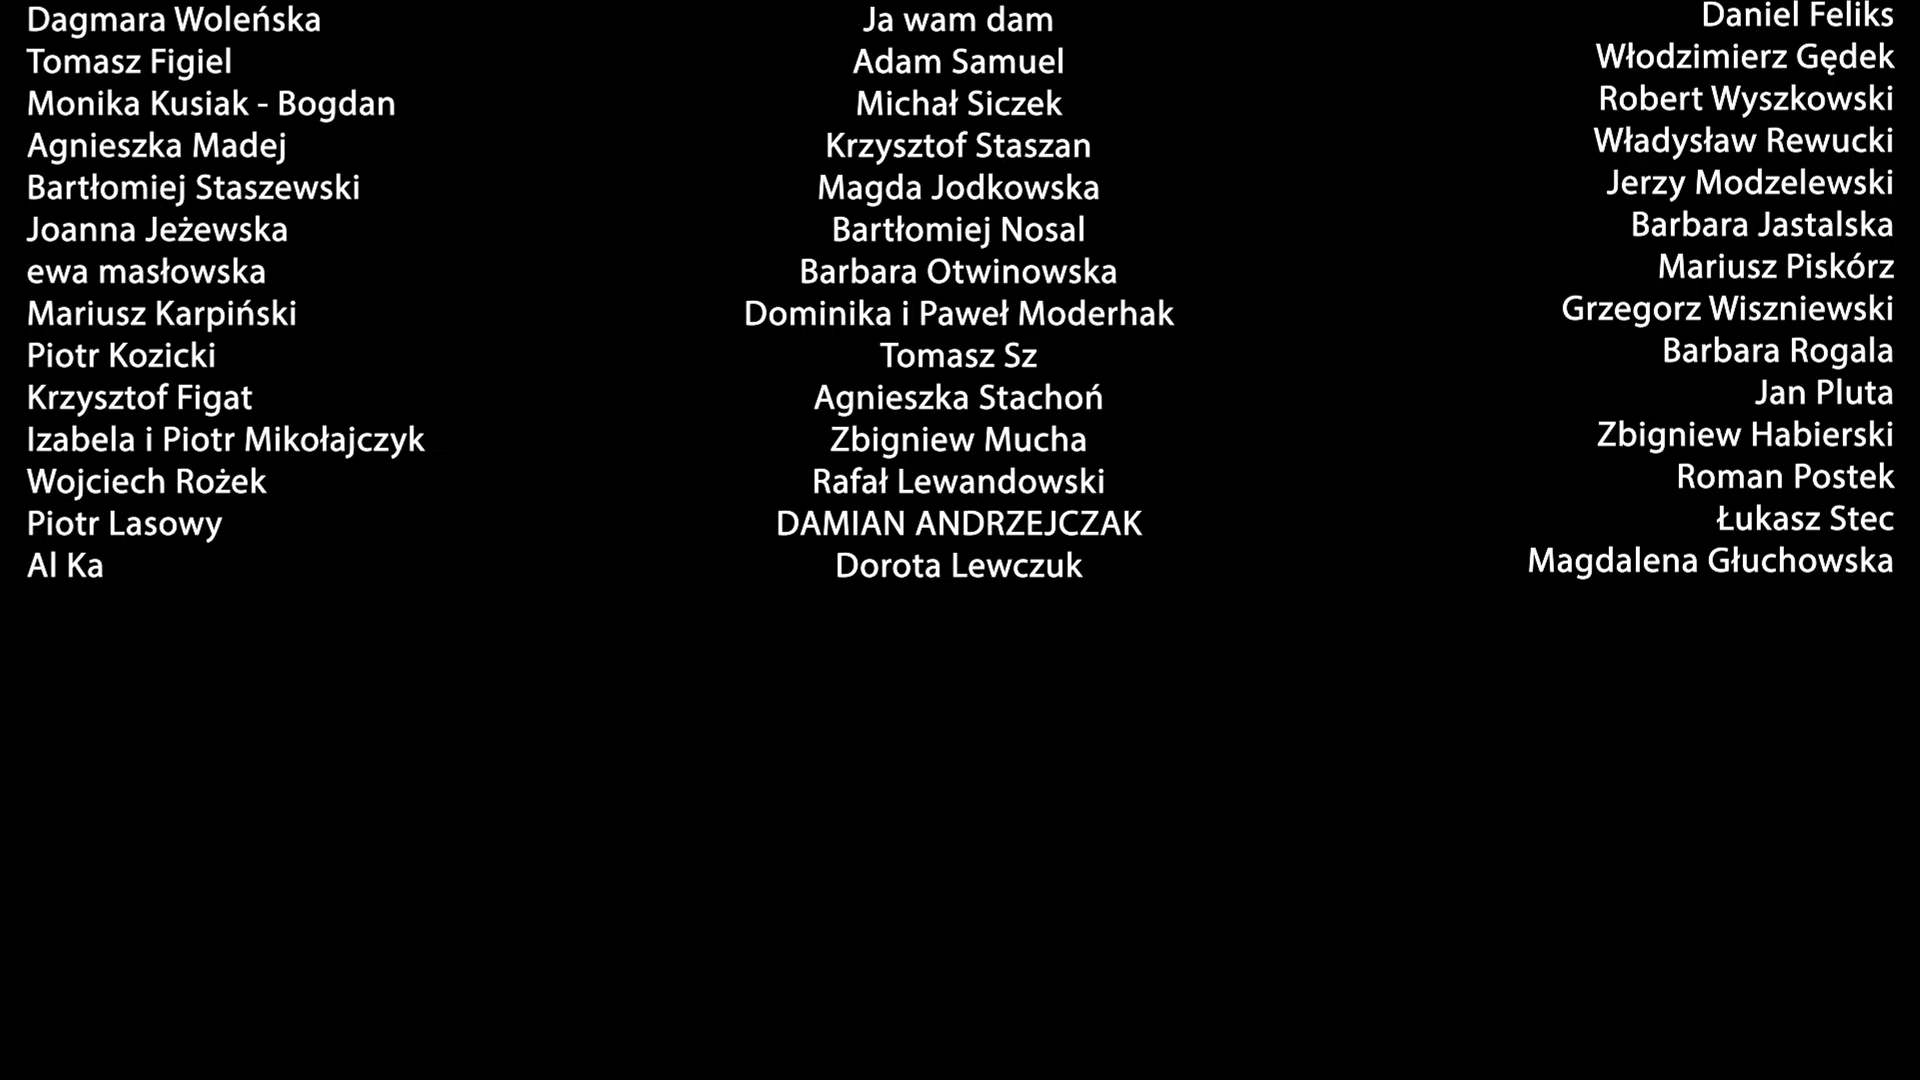 Dagmara Woleńska
Tomasz Figiel
Monika Kusiak - Bogdan
Agnieszka Madej
Bartłomiej Staszewski
Joanna Jeżewska
ewa masłowska
Mariusz Karpiński
Piotr Kozicki
Krzysztof Figat
Izabela i Piotr Mikołajczyk
Wojciech Rożek
Piotr Lasowy
Al Ka
Ja wam dam
Adam Samuel
Michał Siczek
Krzysztof Staszan
Magda Jodkowska
Bartłomiej Nosal
Barbara Otwinowska
Dominika i Paweł Moderhak
Tomasz Sz
Agnieszka Stachoń
Zbigniew Mucha
Rafał Lewandowski
DAMIAN ANDRZEJCZAK
Dorota Lewczuk
Daniel Feliks
Włodzimierz Gędek
Robert Wyszkowski
Władysław Rewucki
Jerzy Modzelewski
Barbara Jastalska
Mariusz Piskórz
Grzegorz Wiszniewski
Barbara Rogala
Jan Pluta
Zbigniew Habierski
Roman Postek
Łukasz Stec
Magdalena Głuchowska